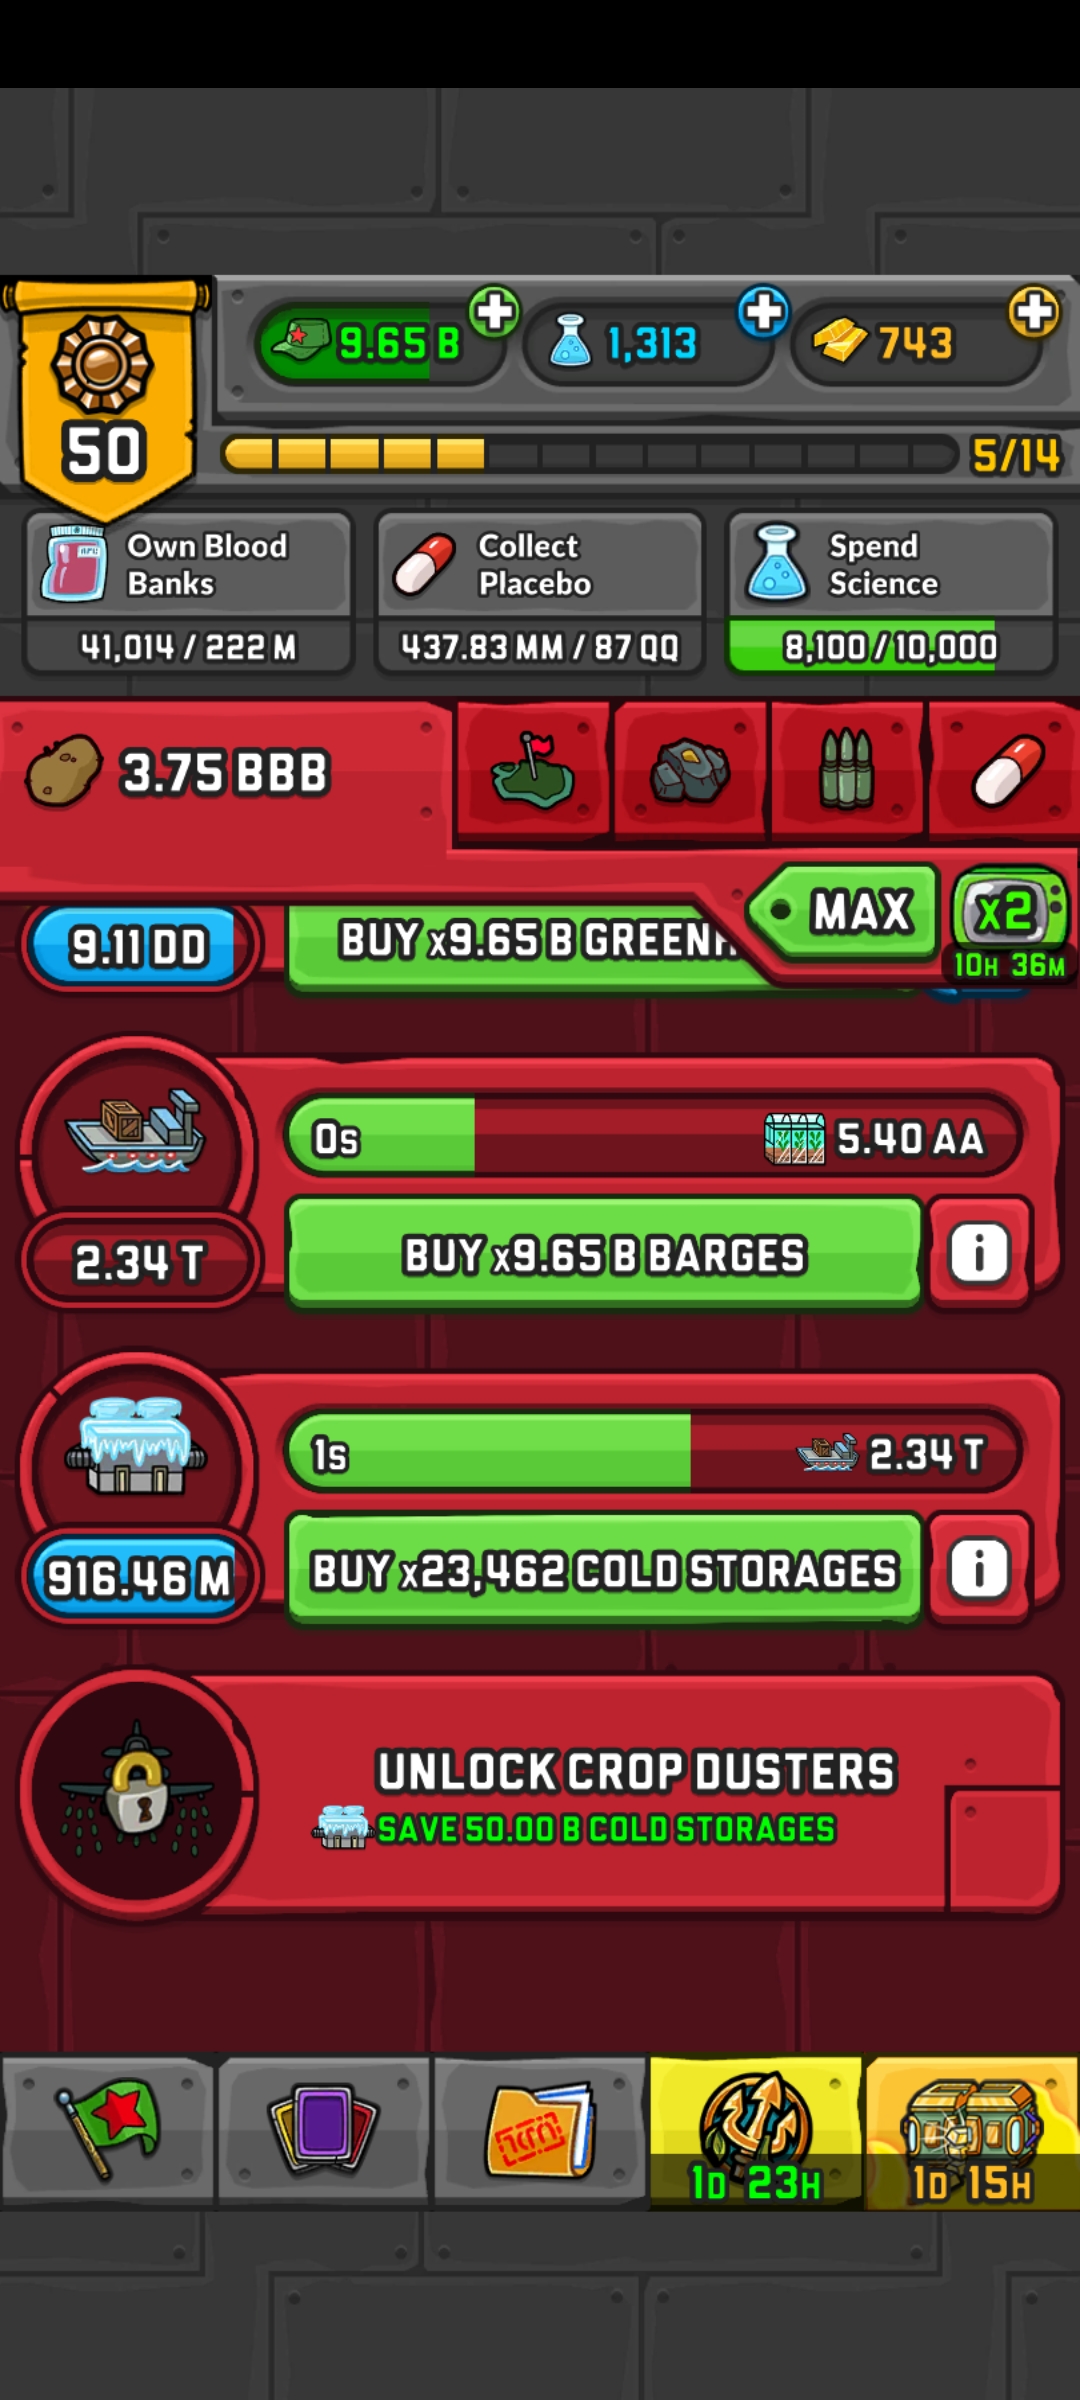 50
9.65 B
1,313
743
5/14
Own Blood
Banks
41,014 / 222 M
Collect
Placebo
437.83 MM / 87 QQ
Spend
Science
8,100 / 10,000
3.75 BBB
MAX
x2
10H 36M
9.11 DD
BUY x9.65 B GREENH
0s
5.40 AA
2.34 T
BUY x9.65 B BARGES
i
1s
2.34 T
916.46 M
BUY x23,462 COLD STORAGES
i
UNLOCK CROP DUSTERS
SAVE 50.00 B COLD STORAGES
1D 23H
1D 15H